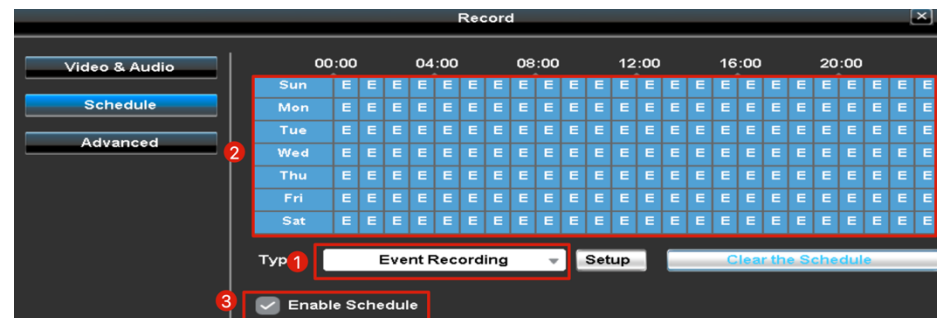 Record
Video & Audio
Schedule
Advanced
00:00 04:00 08:00 12:00 16:00 20:00
2
Sun E E E E E E E E E E E E E E E E E E E E E E E E
Mon E E E E E E E E E E E E E E E E E E E E E E E E
Tue E E E E E E E E E E E E E E E E E E E E E E E E
Wed E E E E E E E E E E E E E E E E E E E E E E E E
Thu E E E E E E E E E E E E E E E E E E E E E E E E
Fri E E E E E E E E E E E E E E E E E E E E E E E E
Sat E E E E E E E E E E E E E E E E E E E E E E E E
Typ 1 Event Recording Setup Clear the Schedule
3 Enable Schedule